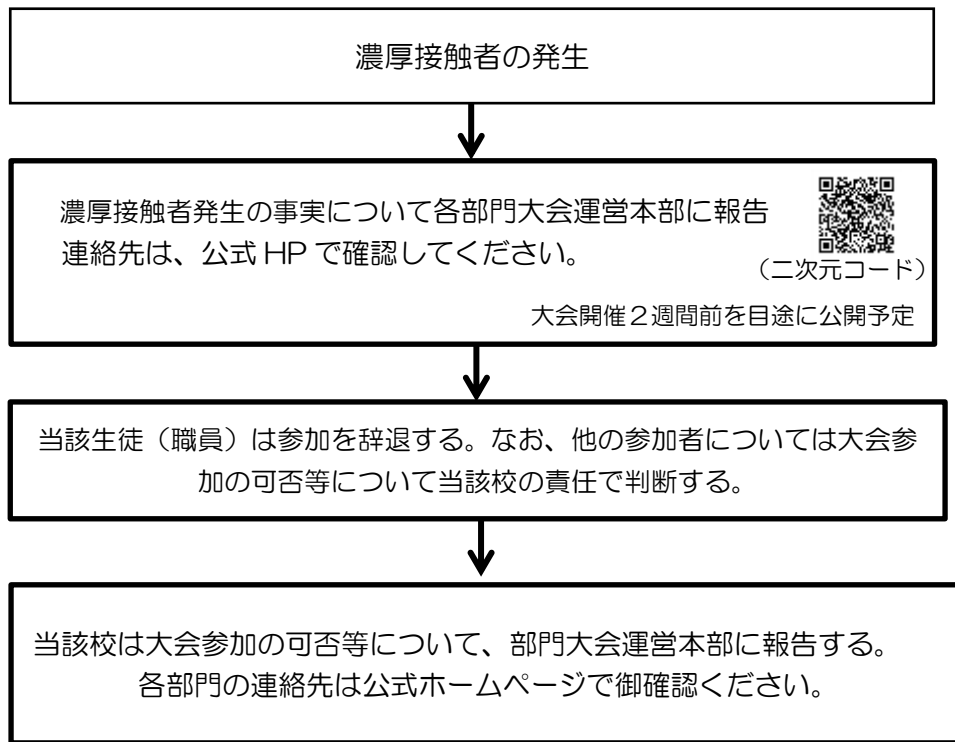 濃厚接触者の発生
濃厚接触者発生の事実について各部門大会運営本部に報告
連絡先は、公式 HP で確認してください。
（二次元コード）
大会開催２週間前を目途に公開予定
当該生徒（職員）は参加を辞退する。なお、他の参加者については大会参
加の可否等について当該校の責任で判断する。
当該校は大会参加の可否等について、部門大会運営本部に報告する。
各部門の連絡先は公式ホームページで御確認ください。